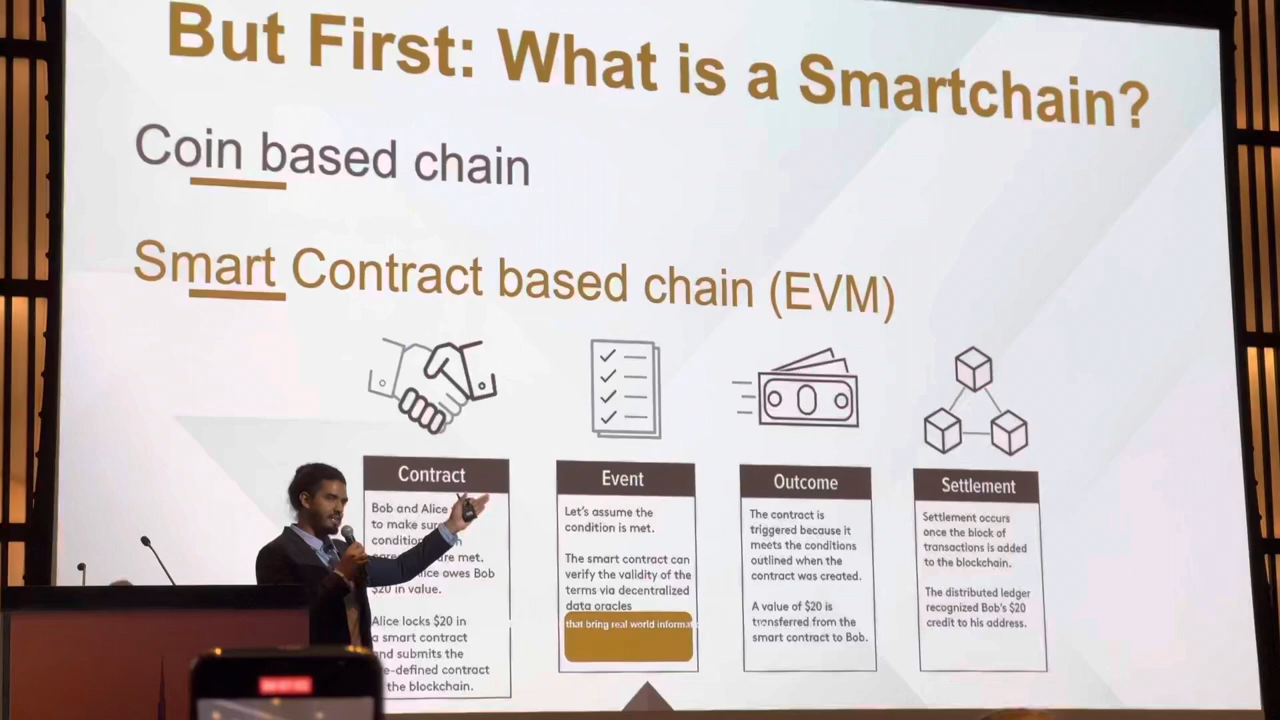 But First: What is a Smartchain?
Coin based chain
Smart Contract based chain (EVM)
Contract
Bob and Alice
to make
condition
are met.
owes Bob
$20 in value.
Alice locks $20 in
a smart contract
and submits the
contract
the blockchain.
Event
Let's assume the
condition is met.
The smart contract can
verify the validity of the
terms via decentralized
data oracles
that bring real world
Outcome
The contract is
triggered because it
meets the conditions
outlined when the
contract was created.
A value of $20 is
transferred from the
smart contract to Bob.
Settlement
Settlement occurs
once the block of
transactions is added
to the blockchain.
The distributed ledger
recognized Bob's $20
credit to his address.